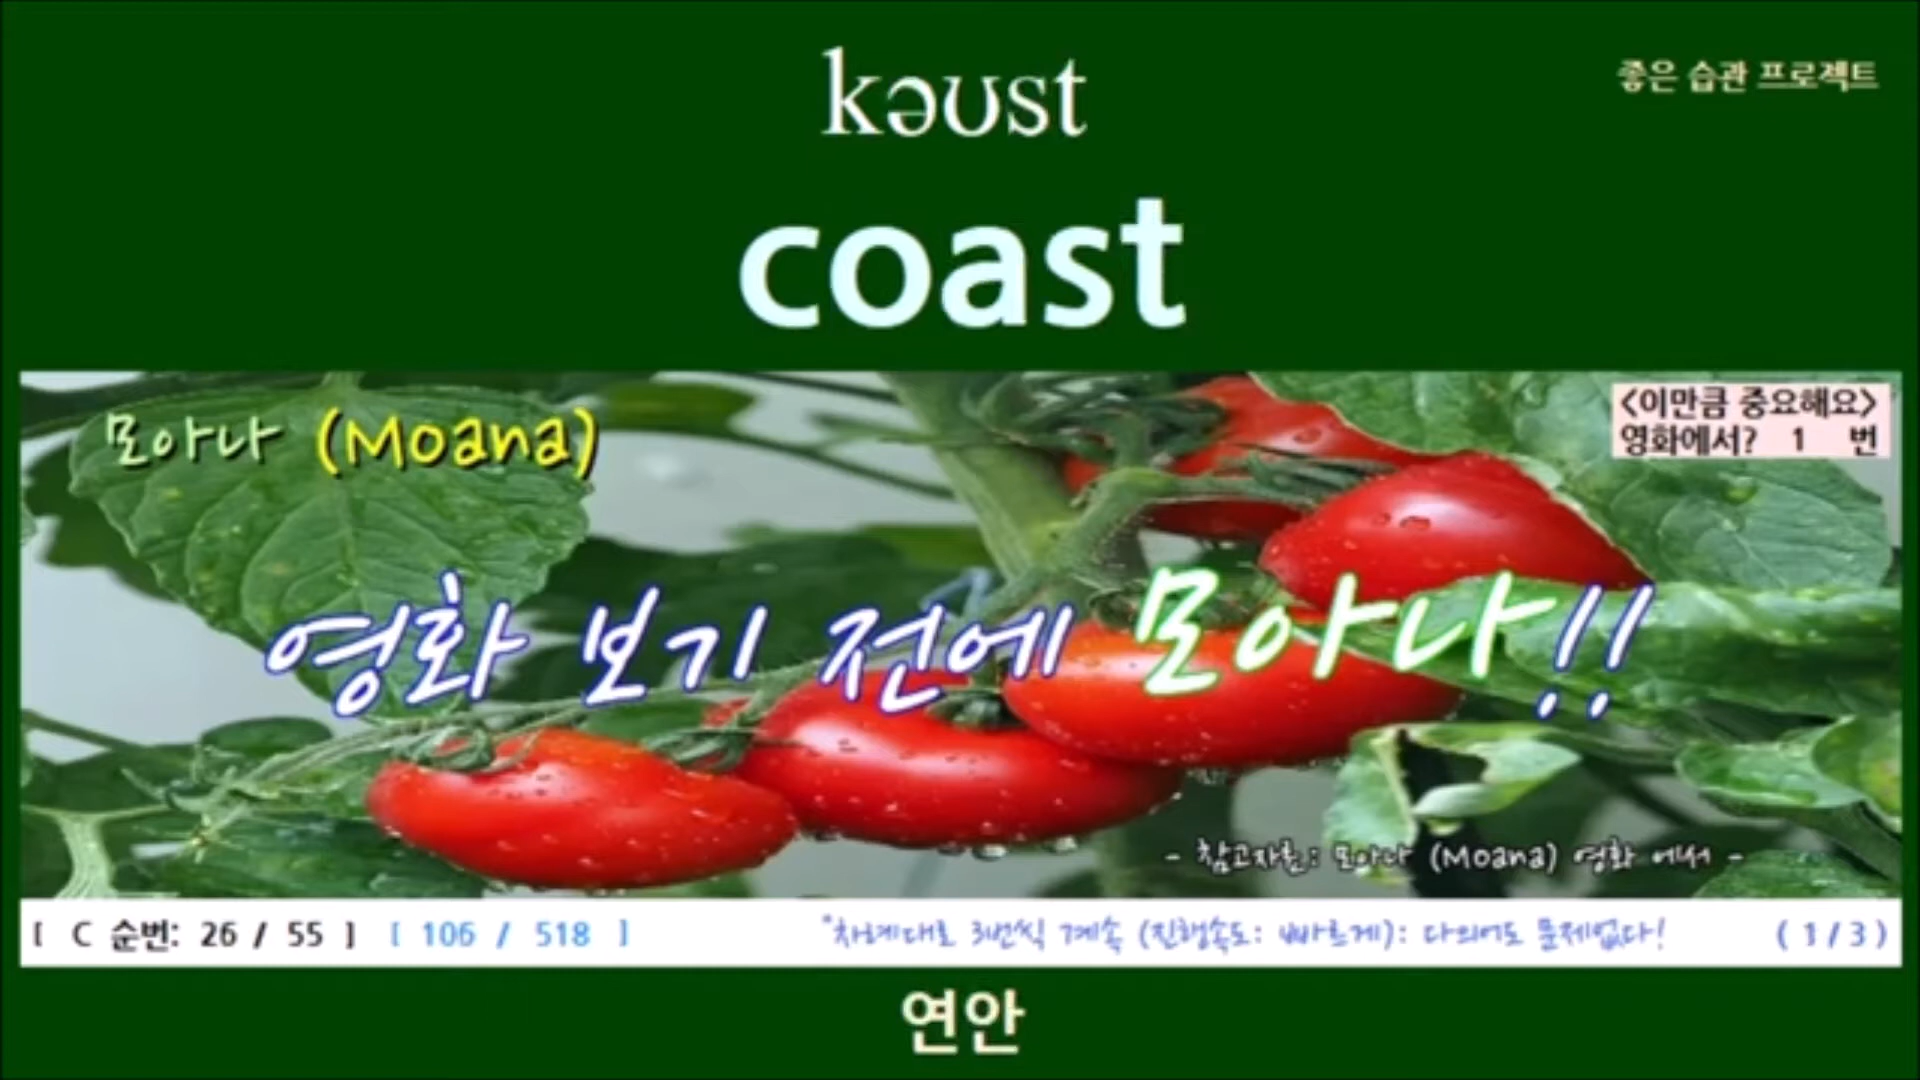 kəʊst
좋은 습관 프로젝트
coast
모아나 (Moana)
<이만큼 중요해요>
영화에서? 1 번
영화 보기 전에 모아나!!
- 참고자료: 모아나 (Moana) 영화 에서 -
[ C 순번: 26 / 55 ] [ 106 / 518 ] "차례대로 3번씩 계속 (진행속도: 빠르게): 다외어도 문제없다! ( 1 / 3 )
연안